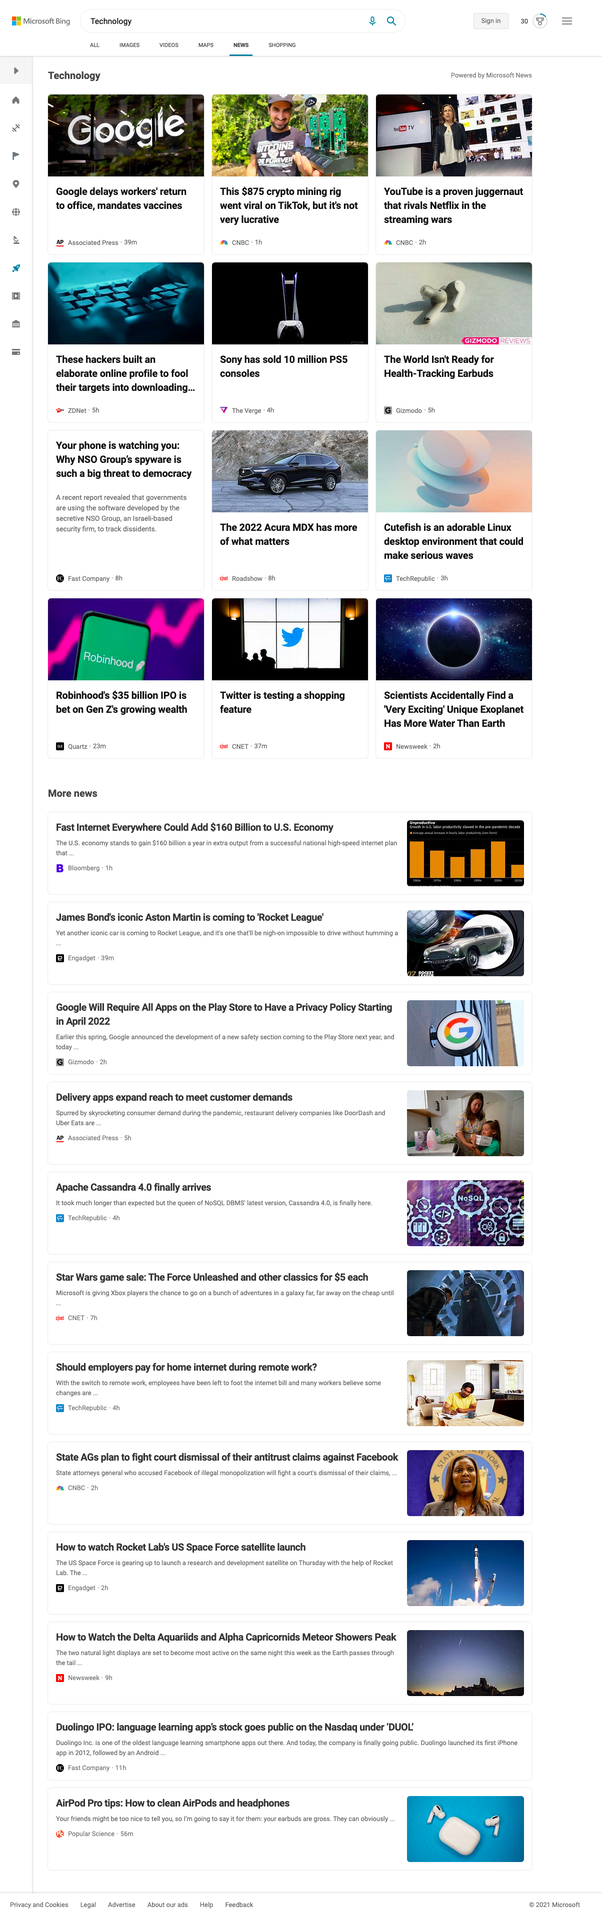 Microsoft Bing
Technology
Sign in
30
ALL IMAGES VIDEOS MAPS NEWS SHOPPING
Technology
Powered by Microsoft News
Google
Google delays workers' return
to office, mandates vaccines
AP Associated Press · 39m
BITCOINS
BE FOREVER
This $875 crypto mining rig
went viral on TikTok, but it's not
very lucrative
CNBC · 1h
YouTube TV
YouTube is a proven juggernaut
that rivals Netflix in the
streaming wars
CNBC · 2h
These hackers built an
elaborate online profile to fool
their targets into downloading...
ZDNet · 5h
Sony has sold 10 million PS5
consoles
The Verge · 4h
GIZMODO REVIEWS
The World Isn't Ready for
Health-Tracking Earbuds
Gizmodo · 5h
Your phone is watching you:
Why NSO Group's spyware is
such a big threat to democracy
A recent report revealed that governments
are using the software developed by the
secretive NSO Group, an Israeli-based
security firm, to track dissidents.
Fast Company · 8h
The 2022 Acura MDX has more
of what matters
Roadshow · 8h
Cutefish is an adorable Linux
desktop environment that could
make serious waves
TechRepublic · 3h
Robinhood
Robinhood's $35 billion IPO is
bet on Gen Z's growing wealth
Quartz · 23m
Twitter is testing a shopping
feature
CNET · 37m
Scientists Accidentally Find a
'Very Exciting' Unique Exoplanet
Has More Water Than Earth
N Newsweek · 2h
More news
Fast Internet Everywhere Could Add $160 Billion to U.S. Economy
The U.S. economy stands to gain $160 billion a year in extra output from a successful national high-speed internet plan
that ...
B Bloomberg · 1h
Unproductive
Growth in U.S. labor productivity slowed in the pre-pandemic decade
James Bond's iconic Aston Martin is coming to 'Rocket League'
Yet another iconic car is coming to Rocket League, and it's one that'll be nigh-on impossible to drive without humming a
...
Engadget · 39m
Google Will Require All Apps on the Play Store to Have a Privacy Policy Starting
in April 2022
Earlier this spring, Google announced the development of a new safety section coming to the Play Store next year, and
today ...
Gizmodo · 2h
G
Delivery apps expand reach to meet customer demands
Spurred by skyrocketing consumer demand during the pandemic, restaurant delivery companies like DoorDash and
Uber Eats are ...
AP Associated Press · 5h
Apache Cassandra 4.0 finally arrives
It took much longer than expected but the queen of NoSQL DBMS' latest version, Cassandra 4.0, is finally here.
TechRepublic · 4h
NoSQL
Star Wars game sale: The Force Unleashed and other classics for $5 each
Microsoft is giving Xbox players the chance to go on a bunch of adventures in a galaxy far, far away on the cheap until
...
CNET · 7h
Should employers pay for home internet during remote work?
With the switch to remote work, employees have been left to foot the internet bill and many workers believe some
changes are ...
TechRepublic · 4h
State AGs plan to fight court dismissal of their antitrust claims against Facebook
State attorneys general who accused Facebook of illegal monopolization will fight a court's dismissal of their claims, ...
CNBC · 2h
How to watch Rocket Lab's US Space Force satellite launch
The US Space Force is gearing up to launch a research and development satellite on Thursday with the help of Rocket
Lab. The ...
Engadget · 2h
How to Watch the Delta Aquariids and Alpha Capricornids Meteor Showers Peak
The two natural light displays are set to become most active on the same night this week as the Earth passes through
the tail ...
N Newsweek · 9h
Duolingo IPO: language learning app's stock goes public on the Nasdaq under ‘DUOL’
Duolingo Inc. is one of the oldest language learning smartphone apps out there. And today, the company is finally going public. Duolingo launched its first iPhone
app in 2012, followed by an Android ...
Fast Company · 11h
AirPod Pro tips: How to clean AirPods and headphones
Your friends might be too nice to tell you, so I'm going to say it for them: your earbuds are gross. They can obviously ...
Popular Science · 56m
Privacy and Cookies Legal Advertise About our ads Help Feedback
© 2021 Microsoft